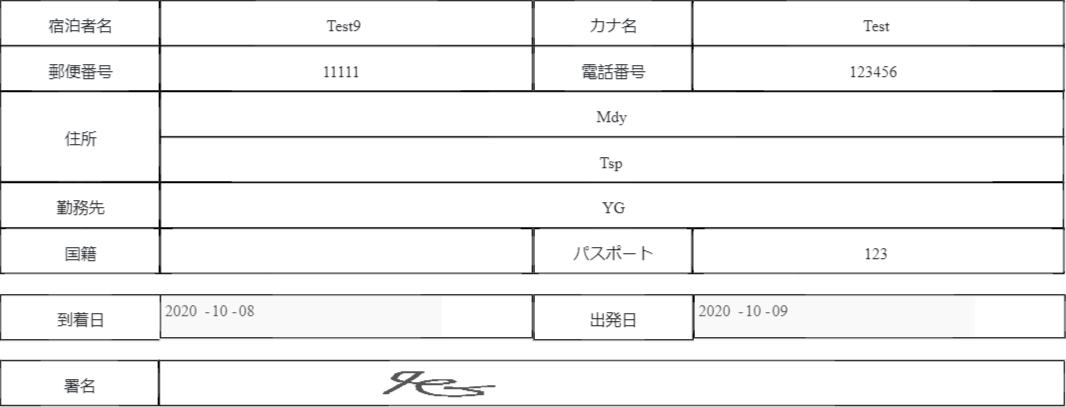 宿泊者名 Test9 カナ名 Test
郵便番号 11111 電話番号 123456
住所 Mdy
Tsp
勤務先 YG
国籍 パスポート 123
到着日 2020 -10 -08 出発日 2020 -10 -09
署名